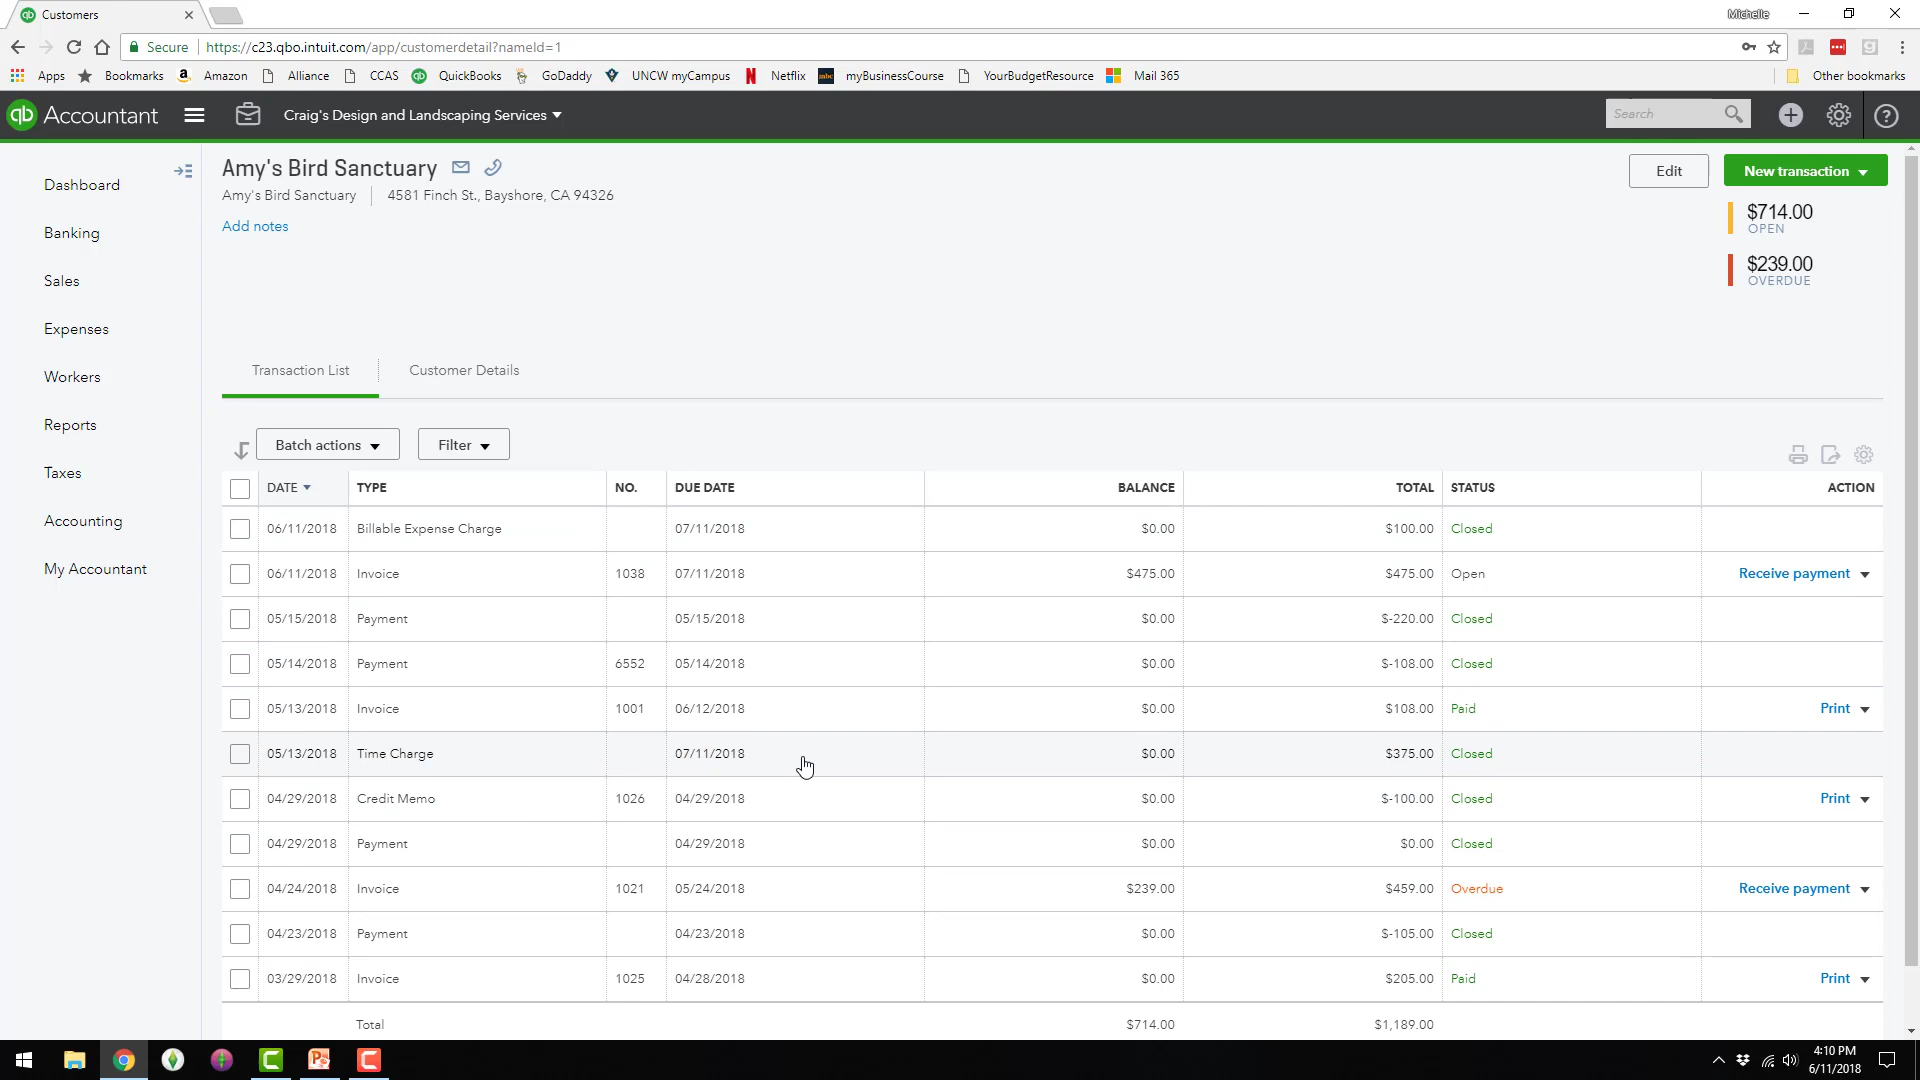 Customers
Michelle
Secure https://c23.qbo.intuit.com/app/customerdetail?nameId=1
Apps Bookmarks Amazon Alliance CCAS QuickBooks GoDaddy UNCW myCampus Netflix myBusinessCourse YourBudgetResource Mail 365 Other bookmarks
qb Accountant Craig's Design and Landscaping Services Search
Dashboard
Banking
Sales
Expenses
Workers
Reports
Taxes
Accounting
My Accountant
Amy's Bird Sanctuary
Edit New transaction
Amy's Bird Sanctuary 4581 Finch St., Bayshore, CA 94326
Add notes
$714.00
OPEN
$239.00
OVERDUE
Transaction List Customer Details
Batch actions Filter
DATE TYPE NO. DUE DATE BALANCE TOTAL STATUS ACTION
06/11/2018 Billable Expense Charge 07/11/2018 $0.00 $100.00 Closed
06/11/2018 Invoice 1038 07/11/2018 $475.00 $475.00 Open Receive payment
05/15/2018 Payment 05/15/2018 $0.00 $-220.00 Closed
05/14/2018 Payment 6552 05/14/2018 $0.00 $-108.00 Closed
05/13/2018 Invoice 1001 06/12/2018 $0.00 $108.00 Paid Print
05/13/2018 Time Charge 07/11/2018 $0.00 $375.00 Closed
04/29/2018 Credit Memo 1026 04/29/2018 $0.00 $-100.00 Closed Print
04/29/2018 Payment 04/29/2018 $0.00 $0.00 Closed
04/24/2018 Invoice 1021 05/24/2018 $239.00 $459.00 Overdue Receive payment
04/23/2018 Payment 04/23/2018 $0.00 $-105.00 Closed
03/29/2018 Invoice 1025 04/28/2018 $0.00 $205.00 Paid Print
Total $714.00 $1,189.00
4:10 PM
6/11/2018